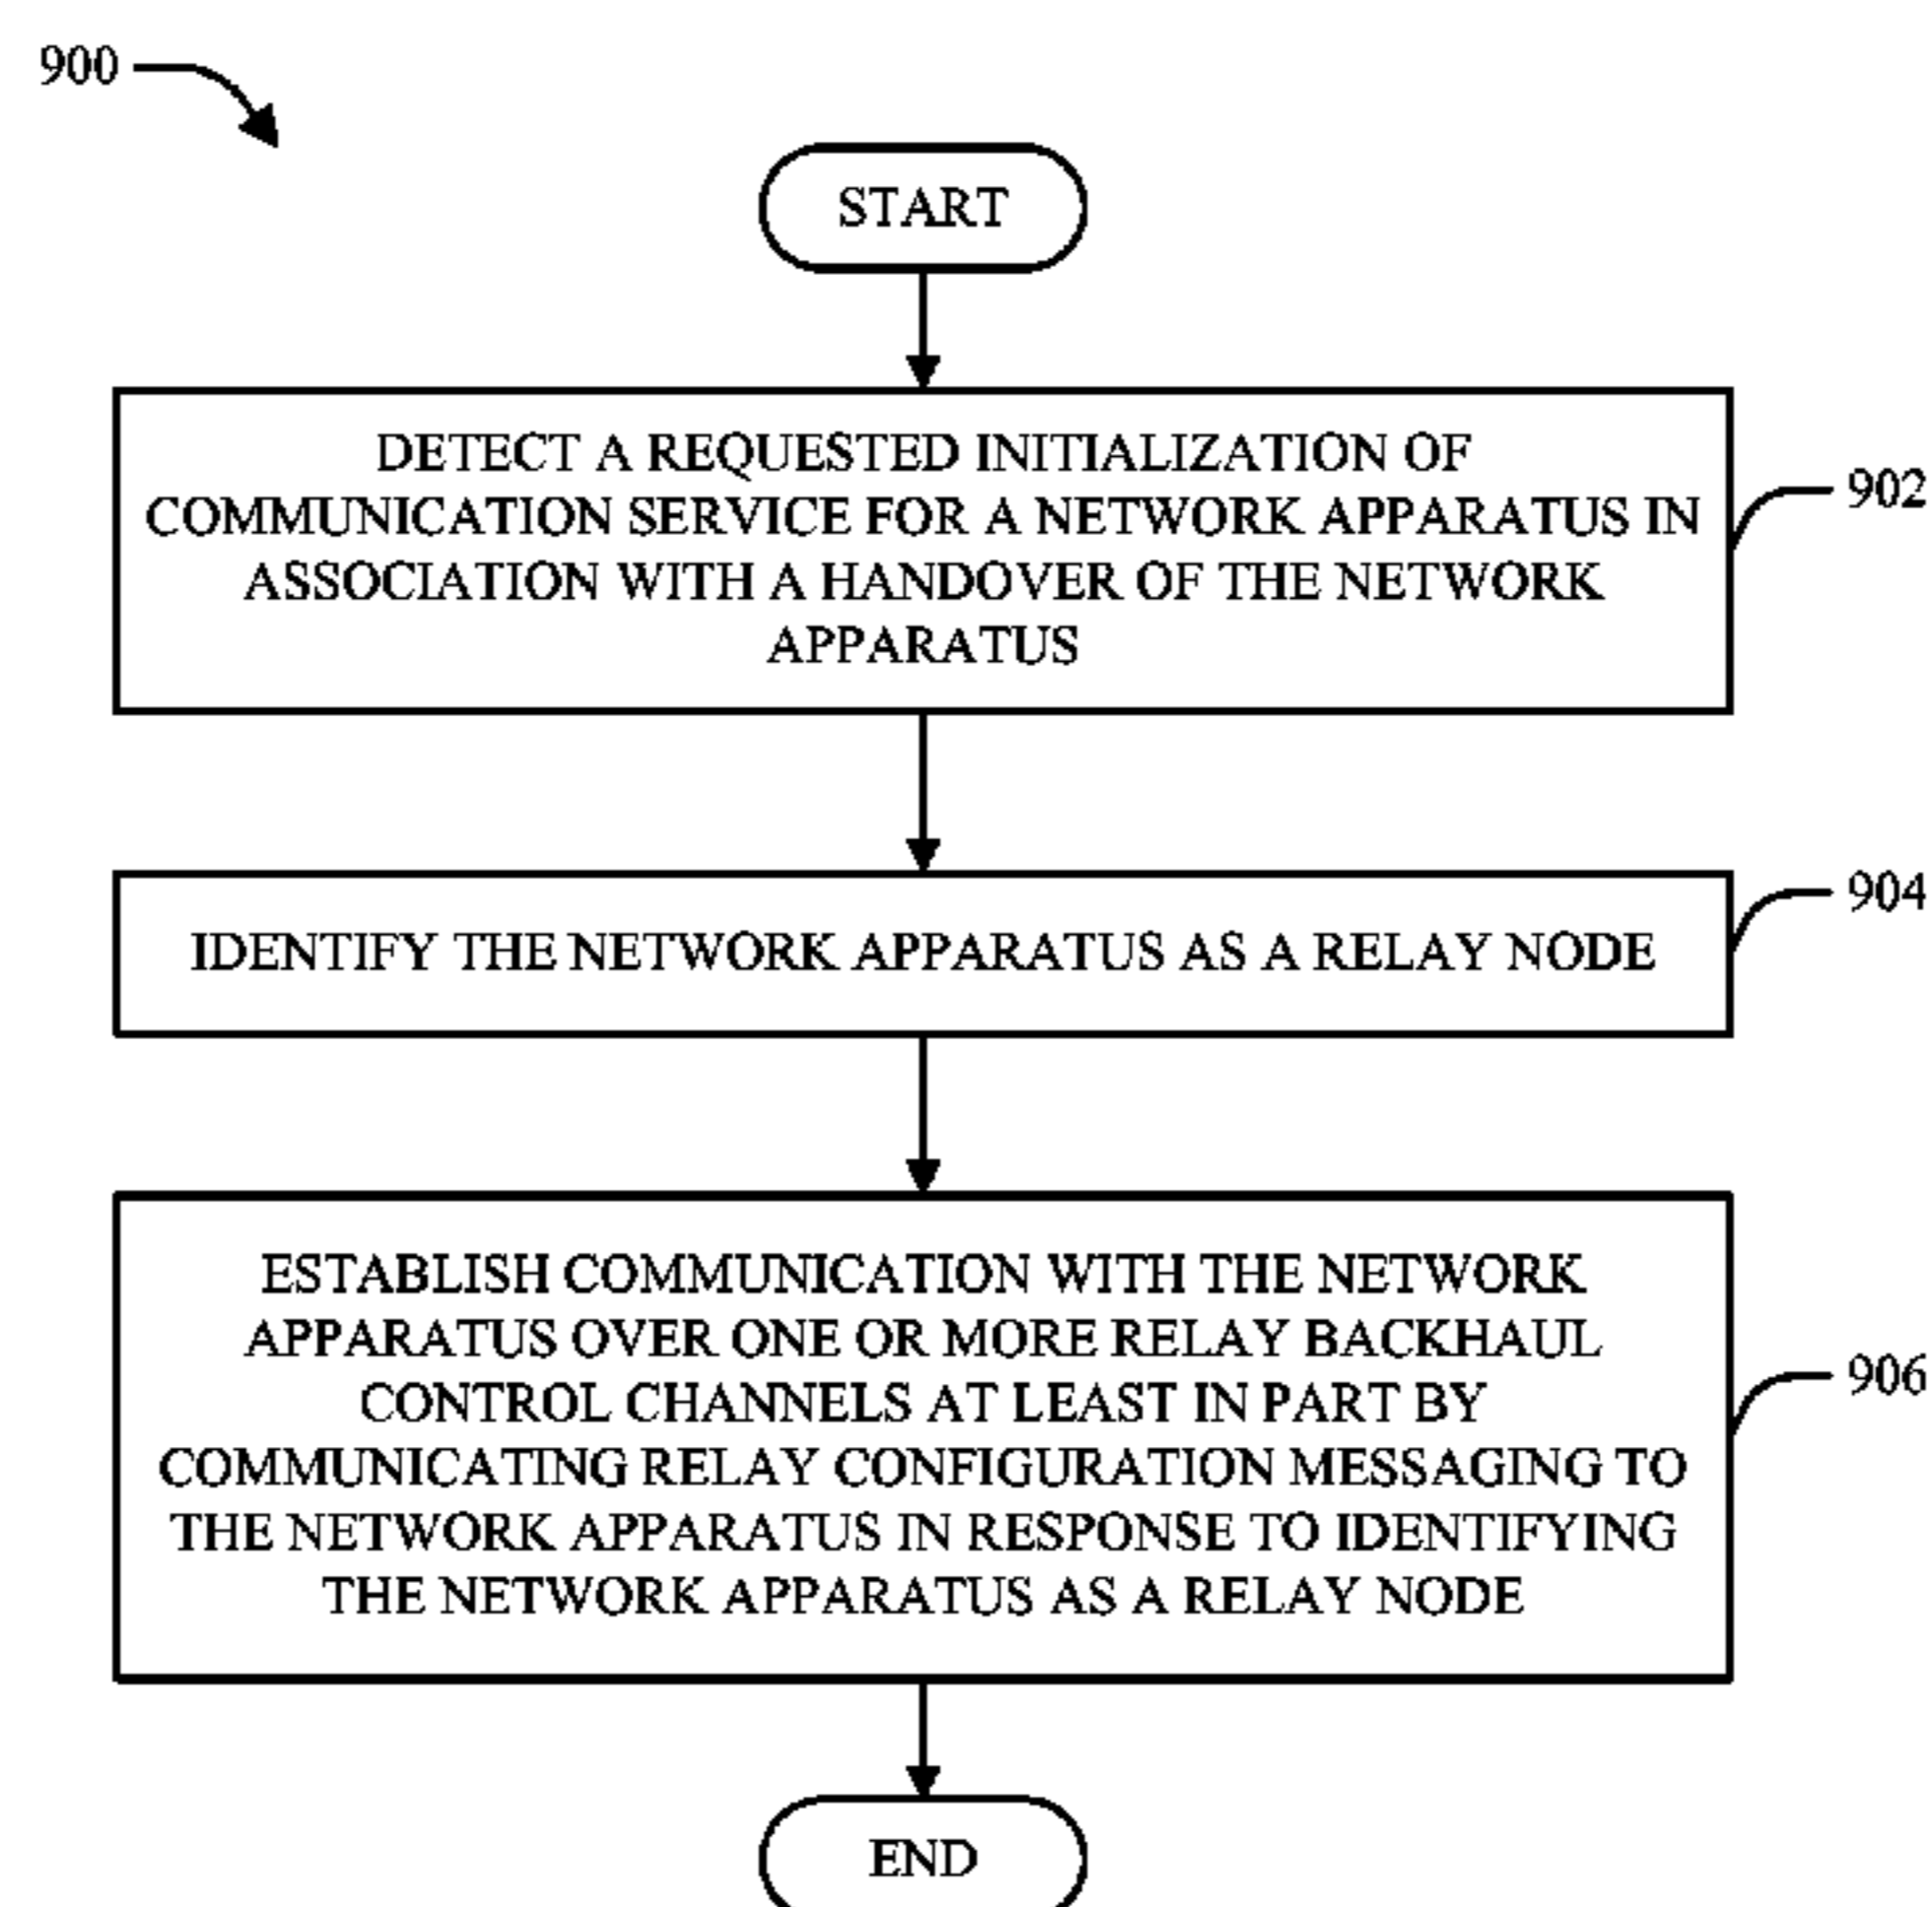 900
START
DETECT A REQUESTED INITIALIZATION OF
COMMUNICATION SERVICE FOR A NETWORK APPARATUS IN
ASSOCIATION WITH A HANDOVER OF THE NETWORK
APPARATUS
902
IDENTIFY THE NETWORK APPARATUS AS A RELAY NODE
904
ESTABLISH COMMUNICATION WITH THE NETWORK
APPARATUS OVER ONE OR MORE RELAY BACKHAUL
CONTROL CHANNELS AT LEAST IN PART BY
COMMUNICATING RELAY CONFIGURATION MESSAGING TO
THE NETWORK APPARATUS IN RESPONSE TO IDENTIFYING
THE NETWORK APPARATUS AS A RELAY NODE
906
END